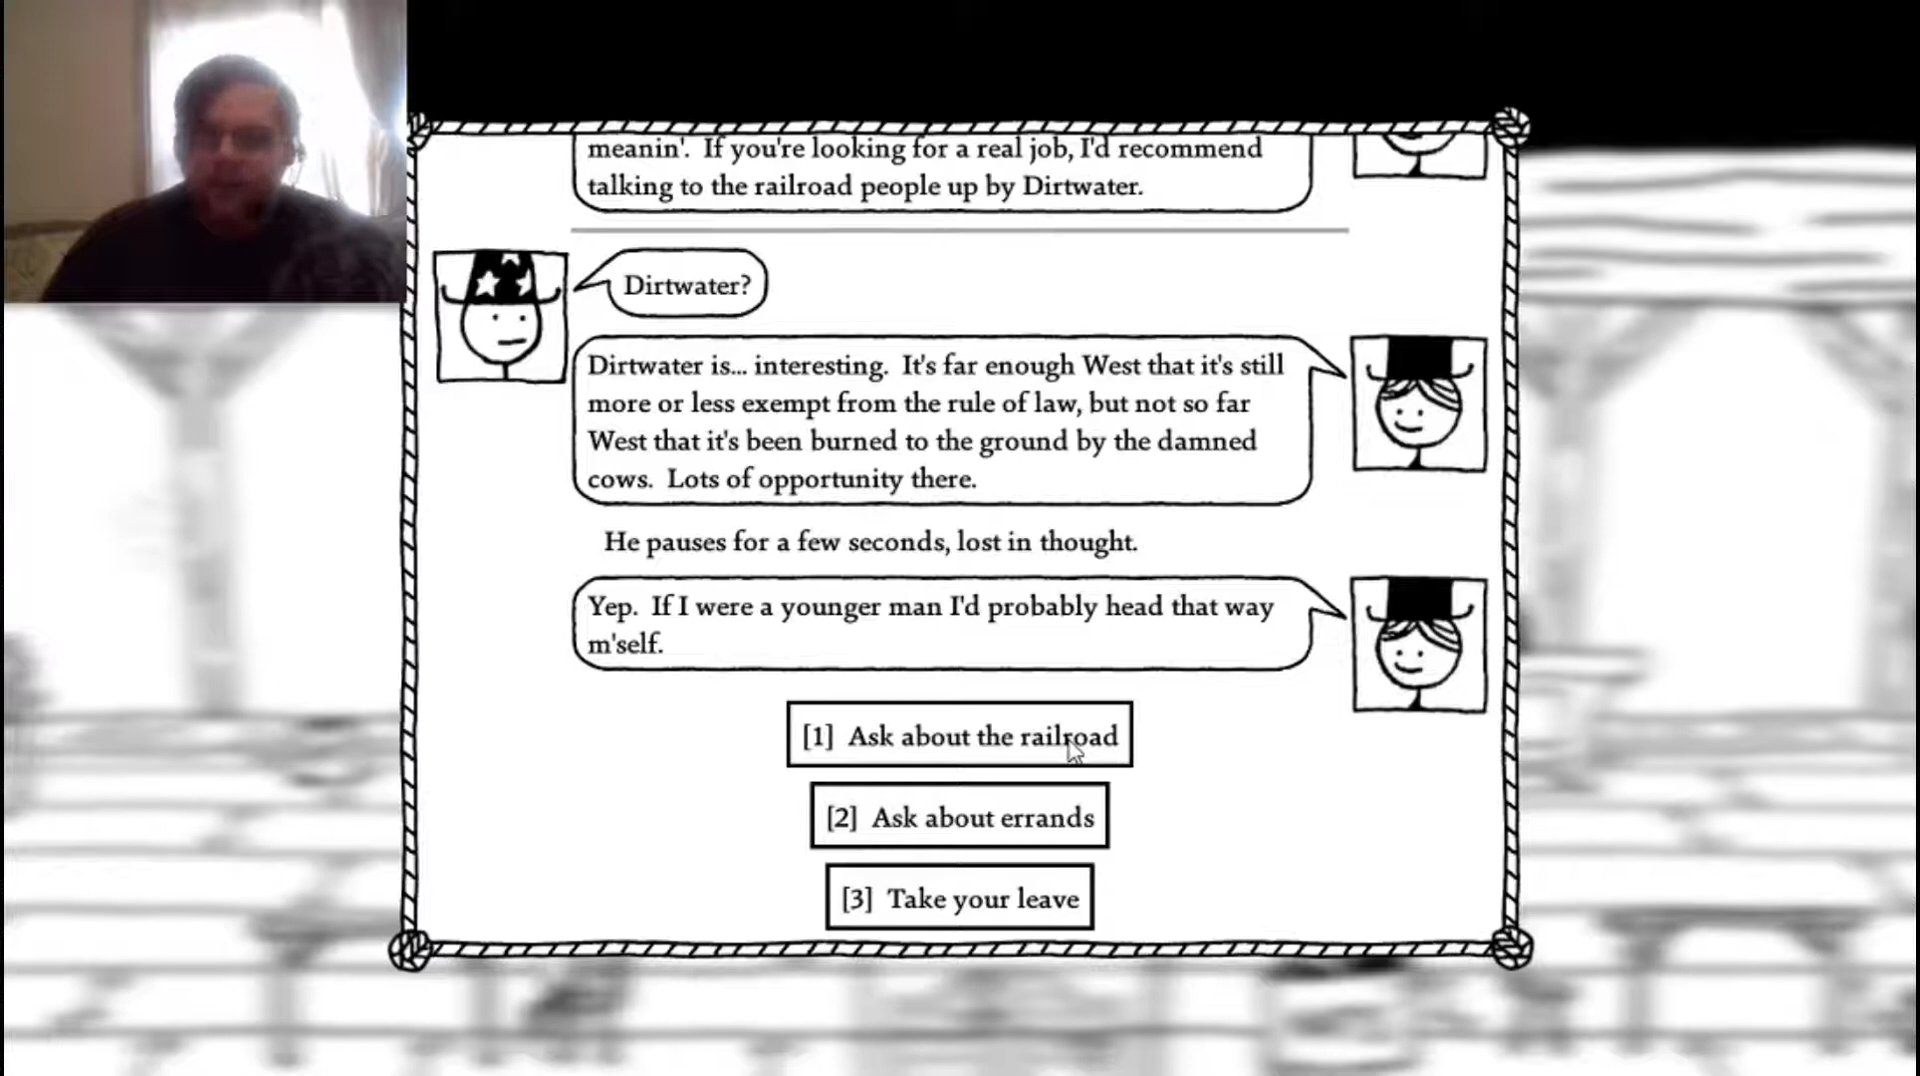 meanin'. If you're looking for a real job, I'd recommend
talking to the railroad people up by Dirtwater.
Dirtwater?
Dirtwater is... interesting. It's far enough West that it's still
more or less exempt from the rule of law, but not so far
West that it's been burned to the ground by the damned
cows. Lots of opportunity there.
He pauses for a few seconds, lost in thought.
Yep. If I were a younger man I'd probably head that way
m'self.
[1] Ask about the railroad
[2] Ask about errands
[3] Take your leave